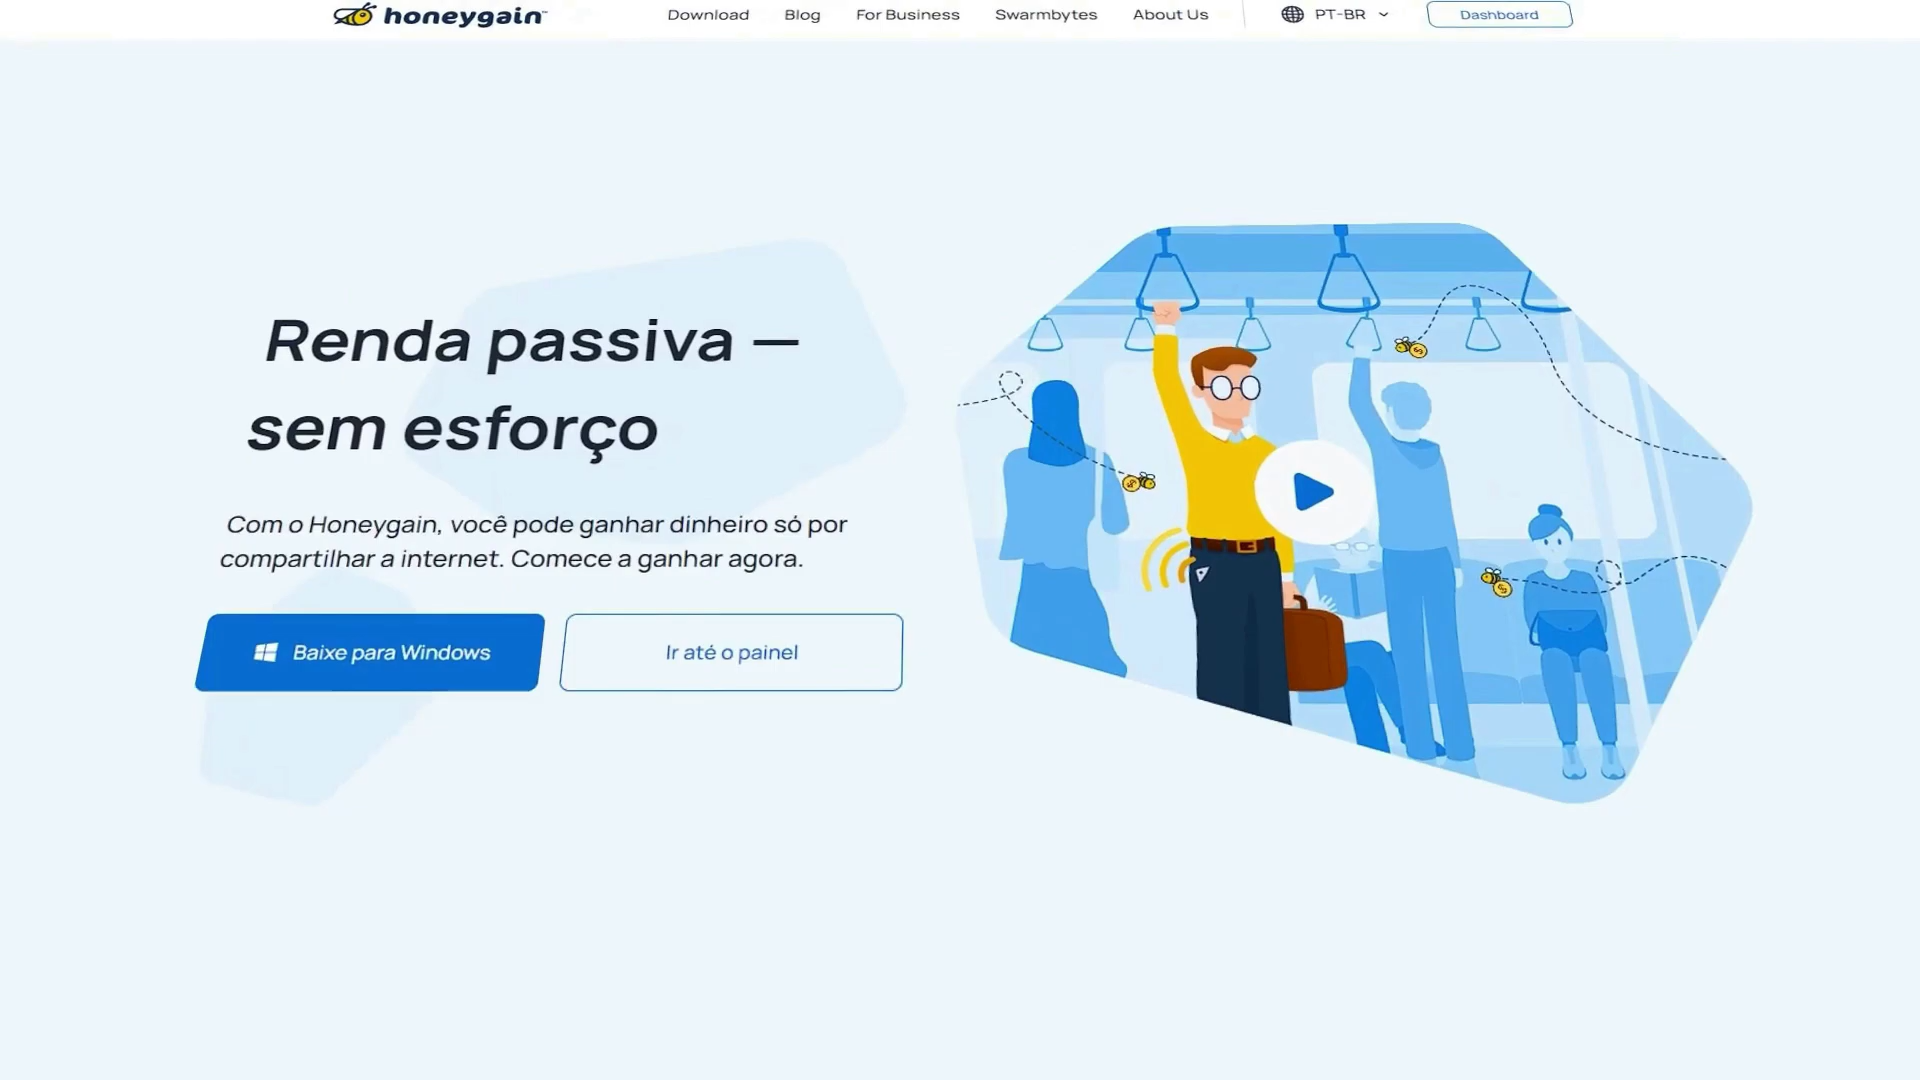 honeygain
Download
Blog
For Business
Swarmbytes
About Us
PT-BR
Dashboard
Renda passiva —
sem esforço
Com o Honeygain, você pode ganhar dinheiro só por
compartilhar a internet. Comece a ganhar agora.
Baixe para Windows
Ir até o painel